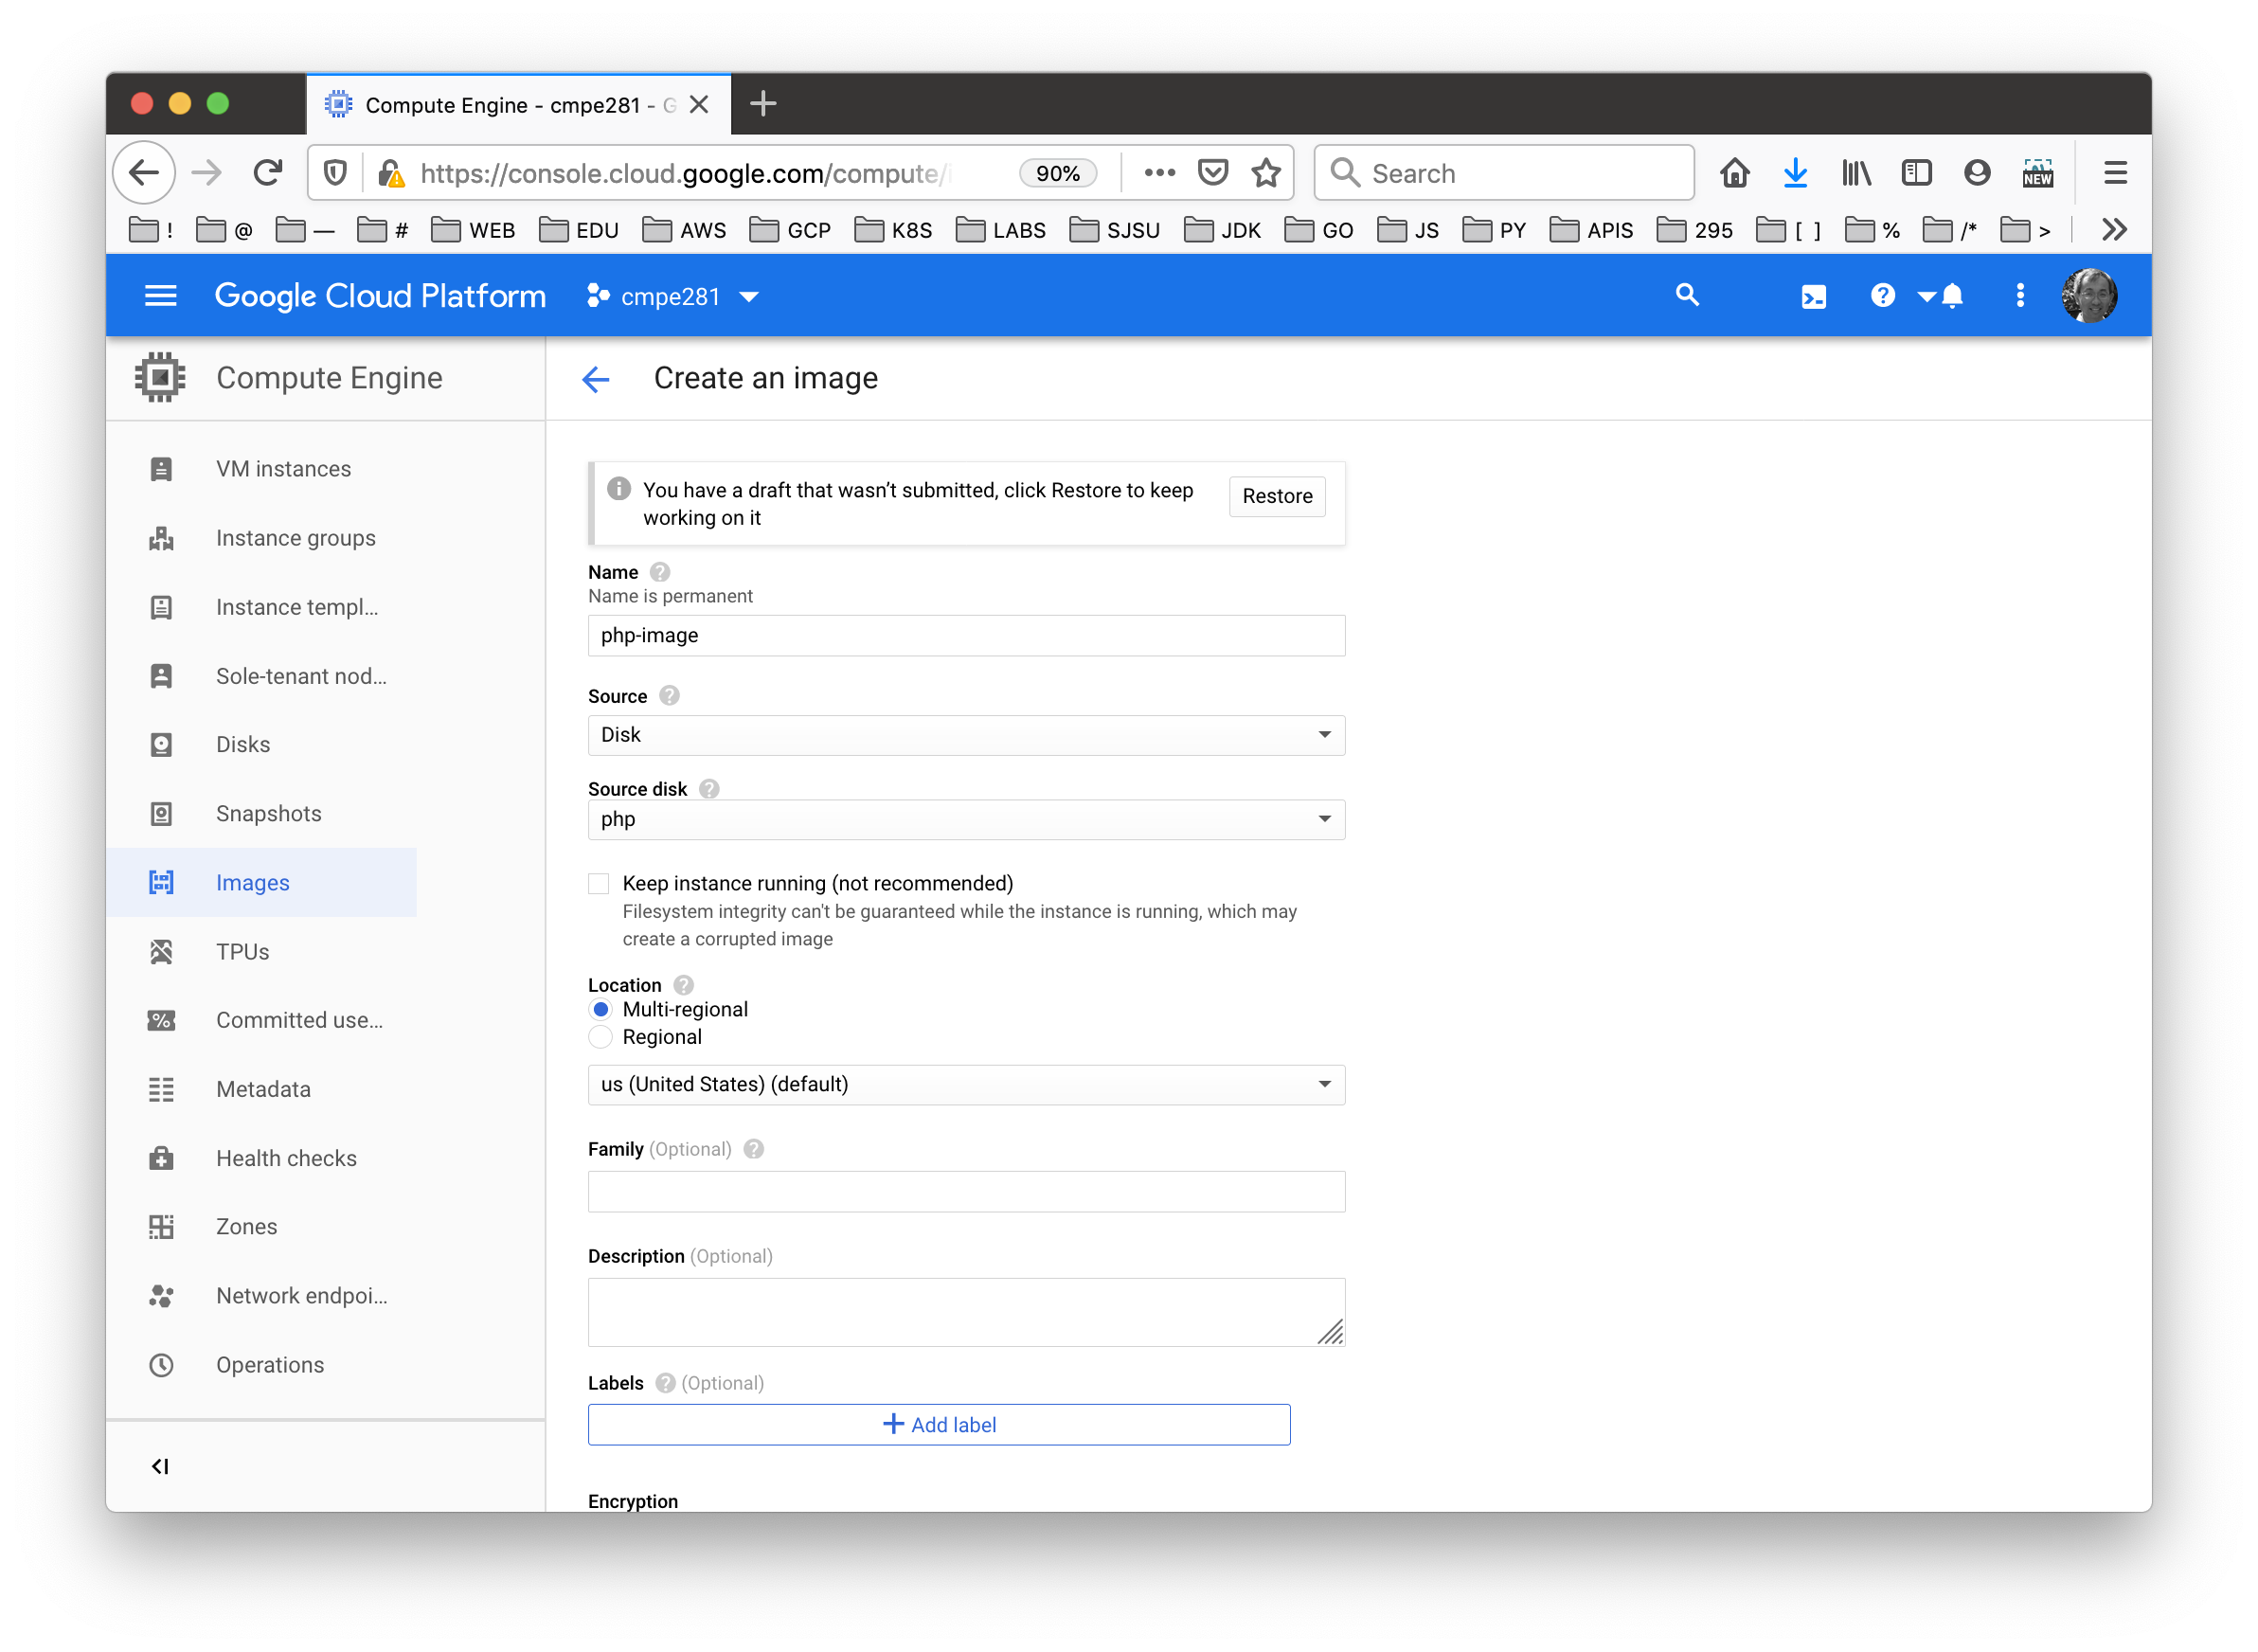 Compute Engine - cmpe281 - G
https://console.cloud.google.com/compute/
90%
Search
NEW
!
@
—
#
WEB
EDU
AWS
GCP
K8S
LABS
SJSU
JDK
GO
JS
PY
APIS
295
[ ]
%
/*
>
Google Cloud Platform
cmpe281
Compute Engine
Create an image
VM instances
Instance groups
Instance templ...
Sole-tenant nod...
Disks
Snapshots
Images
TPUs
Committed use...
Metadata
Health checks
Zones
Network endpoi...
Operations
You have a draft that wasn’t submitted, click Restore to keep
working on it
Restore
Name
Name is permanent
php-image
Source
Disk
Source disk
php
Keep instance running (not recommended)
Filesystem integrity can't be guaranteed while the instance is running, which may
create a corrupted image
Location
Multi-regional
Regional
us (United States) (default)
Family (Optional)
Description (Optional)
Labels (Optional)
Add label
Encryption